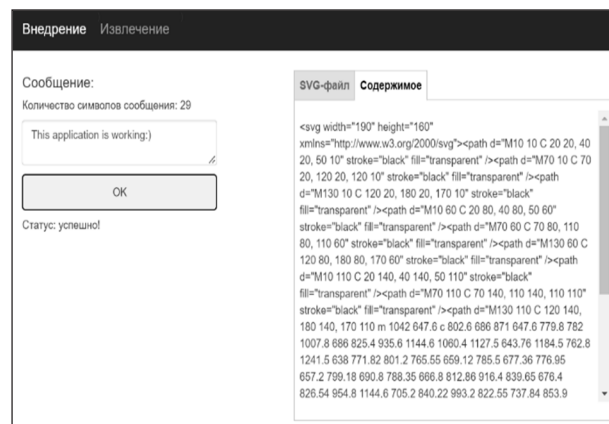 Внедрение Извлечение
Сообщение:
Количество символов сообщения: 29
This application is working:)
OK
Статус: успешно!
SVG-файл Содержимое
<svg width="190" height="160"
xmlns="http://www.w3.org/2000/svg"><path d="M10 10 C 20 20, 40
20, 50 10" stroke="black" fill="transparent" /><path d="M70 10 C 70
20, 120 20, 120 10" stroke="black" fill="transparent" /><path
d="M130 10 C 120 20, 180 20, 170 10" stroke="black"
fill="transparent" /><path d="M10 60 C 20 80, 40 80, 50 60"
stroke="black" fill="transparent" /><path d="M70 60 C 70 80, 110
80, 110 60" stroke="black" fill="transparent" /><path d="M130 60 C
120 80, 180 80, 170 60" stroke="black" fill="transparent" /><path
d="M10 110 C 20 140, 40 140, 50 110" stroke="black"
fill="transparent" /><path d="M70 110 C 70 140, 110 140, 110 110"
stroke="black" fill="transparent" /><path d="M130 110 C 120 140,
180 140, 170 110 m 1042 647.6 c 802.6 686 871 647.6 779.8 782
1007.8 686 825.4 935.6 1144.6 1060.4 1127.5 643.76 1184.5 762.8
1241.5 638 771.82 801.2 765.55 659.12 785.5 677.36 776.95
657.2 799.18 690.8 788.35 666.8 812.86 916.4 839.65 676.4
826.54 954.8 1144.6 705.2 840.22 993.2 822.55 737.84 853.9